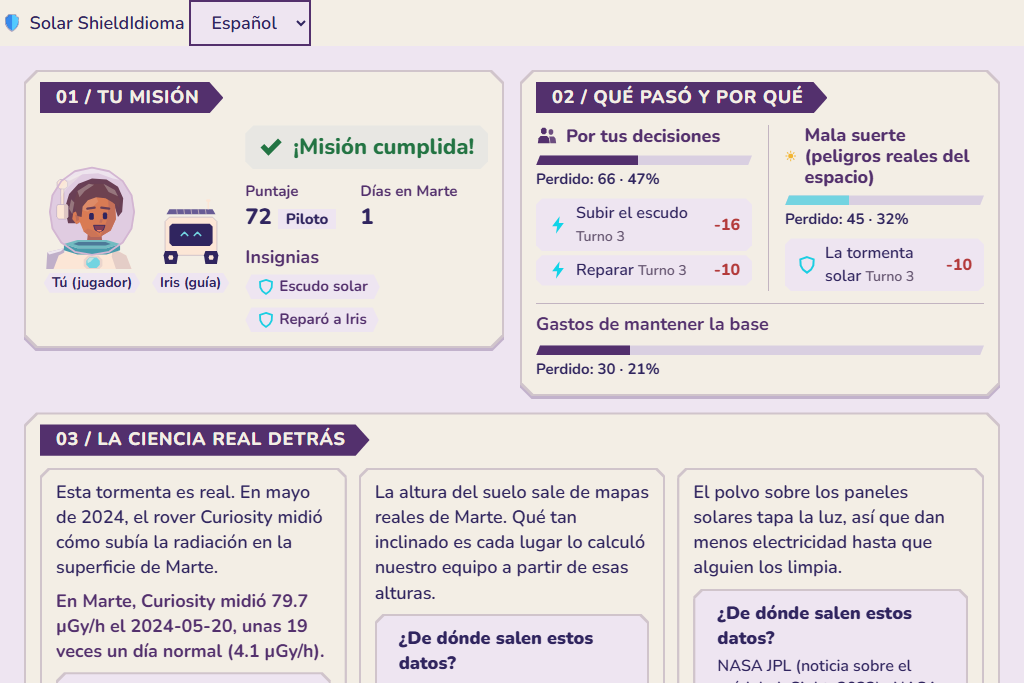 Solar ShieldIdioma Español
01 / TU MISIÓN
¡Misión cumplida!
Puntaje
72 Piloto
Días en Marte
1
Insignias
Escudo solar
Reparó a Iris
Tú (jugador)
Iris (guía)
02 / QUÉ PASÓ Y POR QUÉ
Por tus decisiones
Perdido: 66 · 47%
Subir el escudo
Turno 3
-16
Reparar Turno 3 -10
Mala suerte
(peligros reales del
espacio)
Perdido: 45 · 32%
La tormenta
solar Turno 3
-10
Gastos de mantener la base
Perdido: 30 · 21%
03 / LA CIENCIA REAL DETRÁS
Esta tormenta es real. En mayo
de 2024, el rover Curiosity midió
cómo subía la radiación en la
superficie de Marte.
En Marte, Curiosity midió 79.7
µGy/h el 2024-05-20, unas 19
veces un día normal (4.1 µGy/h).
La altura del suelo sale de mapas
reales de Marte. Qué tan
inclinado es cada lugar lo calculó
nuestro equipo a partir de esas
alturas.
¿De dónde salen estos
datos?
El polvo sobre los paneles
solares tapa la luz, así que dan
menos electricidad hasta que
alguien los limpia.
¿De dónde salen estos
datos?
NASA JPL (noticia sobre el